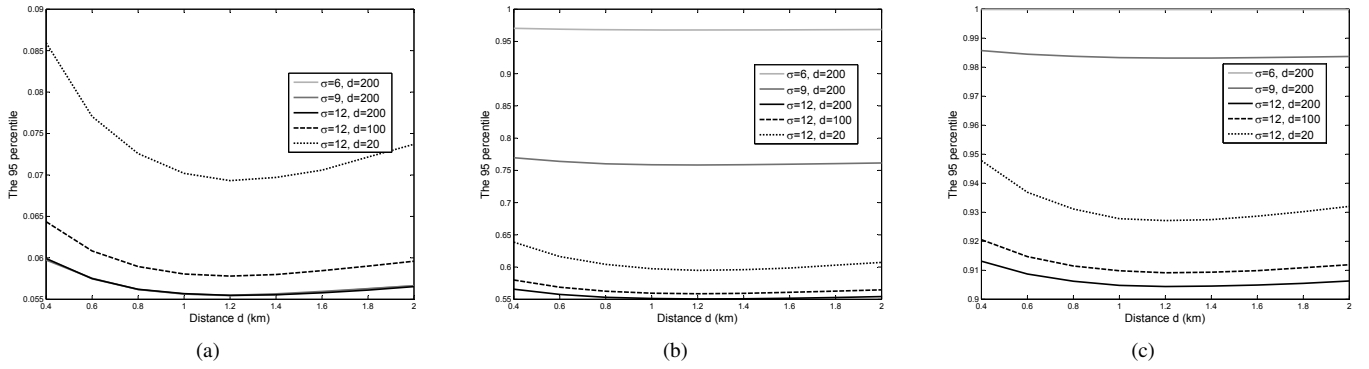 0.09
0.085
0.08
0.075
0.07
0.065
0.06
0.055
The 95 percentile
0.4 0.6 0.8 1 1.2 1.4 1.6 1.8 2
Distance d (km)
σ=6, d=200
σ=9, d=200
σ=12, d=200
σ=12, d=100
σ=12, d=20
(a)
1
0.95
0.9
0.85
0.8
0.75
0.7
0.65
0.6
0.55
The 95 percentile
0.4 0.6 0.8 1 1.2 1.4 1.6 1.8 2
Distance d (km)
σ=6, d=200
σ=9, d=200
σ=12, d=200
σ=12, d=100
σ=12, d=20
(b)
1
0.99
0.98
0.97
0.96
0.95
0.94
0.93
0.92
0.91
0.9
The 95 percentile
0.4 0.6 0.8 1 1.2 1.4 1.6 1.8 2
Distance d (km)
σ=6, d=200
σ=9, d=200
σ=12, d=200
σ=12, d=100
σ=12, d=20
(c)